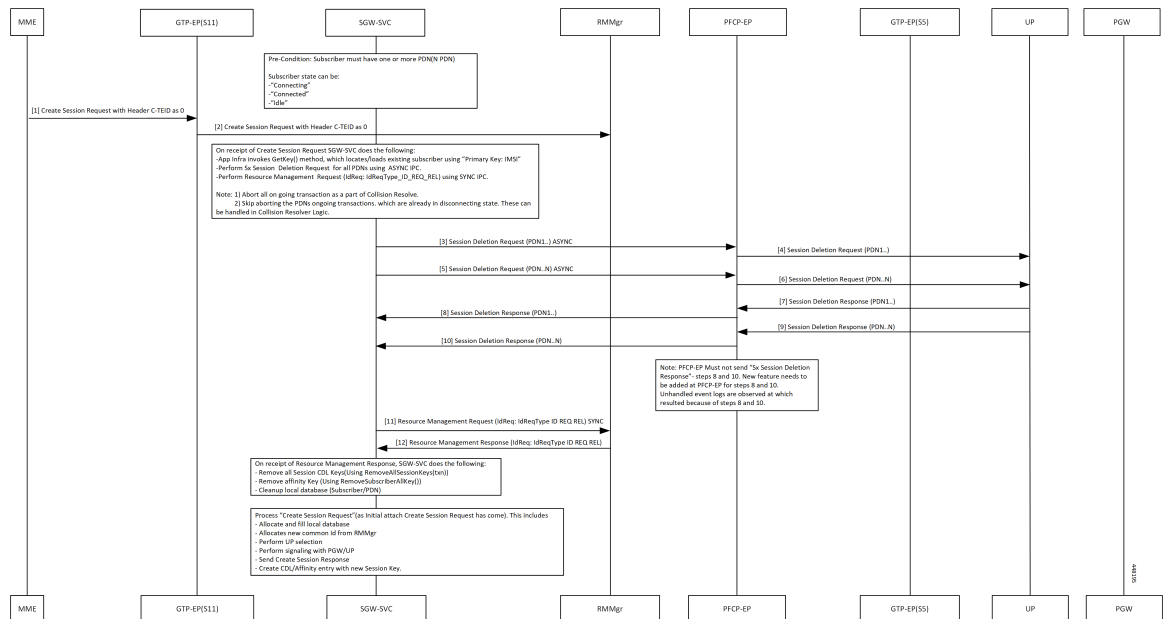 MME
GTP-EP(S11)
SGW-SVC
RMMgr
PFCP-EP
GTP-EP(S5)
UP
PGW
Pre-Condition: Subscriber must have one or more PDN(N PDN)
Subscriber state can be:
-"Connecting"
-"Connected"
-"Idle"
[1] Create Session Request with Header C-TEID as 0
[2] Create Session Request with Header C-TEID as 0
On receipt of Create Session Request SGW-SVC does the following:
-App Infra invokes GetKey() method, which locates/loads existing subscriber using "Primary Key: IMSI"
-Perform Sx Session Deletion Request for all PDNs using ASYNC IPC.
-Perform Resource Management Request (IdReq: IdReqType_ID_REQ_REL) using SYNC IPC.
Note: 1) Abort all on going transaction as a part of Collision Resolve.
2) Skip aborting the PDNs ongoing transactions. which are already in disconnecting state. These can
be handled in Collision Resolver Logic.
[3] Session Deletion Request (PDN1..) ASYNC
[4] Session Deletion Request (PDN1..)
[5] Session Deletion Request (PDN..N) ASYNC
[6] Session Deletion Request (PDN..N)
[7] Session Deletion Response (PDN1..)
[8] Session Deletion Response (PDN1..)
[9] Session Deletion Response (PDN..N)
[10] Session Deletion Response (PDN..N)
Note: PFCP-EP Must not send "Sx Session Deletion
Response"- steps 8 and 10. New feature needs to
be added at PFCP-EP for steps 8 and 10.
Unhandled event logs are observed at which
resulted because of steps 8 and 10.
[11] Resource Management Request (IdReq: IdReqType ID REQ REL) SYNC
[12] Resource Management Response (IdReq: IdReqType ID REQ REL)
On receipt of Resource Management Response, SGW-SVC does the following:
- Remove all Session CDL Keys(Using RemoveAllSessionKeys(txn))
- Remove affinity Key (Using RemoveSubscriberAllKey())
- Cleanup local database (Subscriber/PDN)
Process "Create Session Request"(as Initial attach Create Session Request has come). This includes
- Allocate and fill local database
- Allocates new common Id from RMMgr
- Perform UP selection
- Perform signaling with PGW/UP
- Send Create Session Response
- Create CDL/Affinity entry with new Session Key.
448195
MME
GTP-EP(S11)
SGW-SVC
RMMgr
PFCP-EP
GTP-EP(S5)
UP
PGW